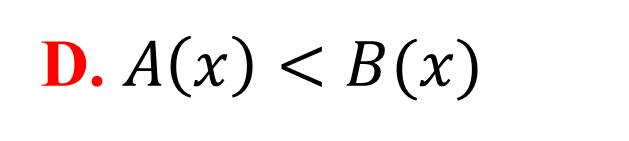 D. A(x) < B(x)